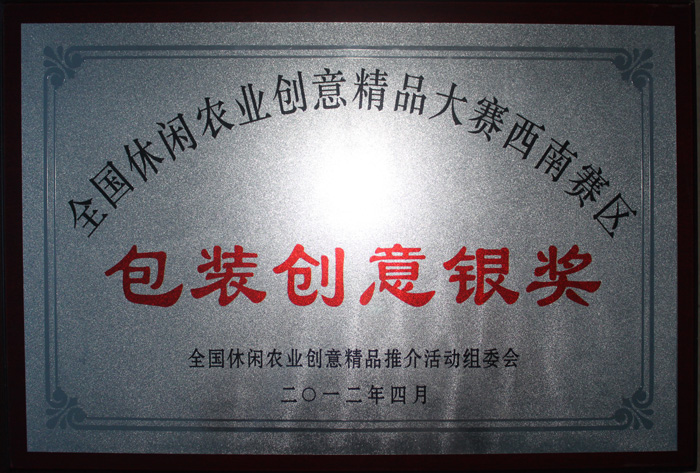 全国休闲农业创意精品大赛西南赛区
包装创意银奖
全国休闲农业创意精品推介活动组委会
二〇一二年四月